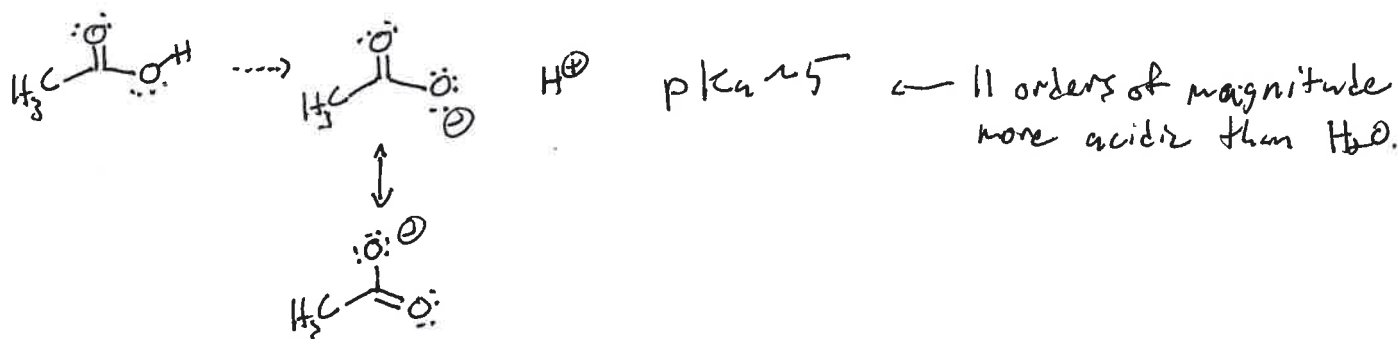 H₃C O O H ⇢ H₃C O O ⊖ H⊕ pKa ~ 5 ← 11 orders of magnitude
more acidic than H₂O.
O ⊖
H₃C O